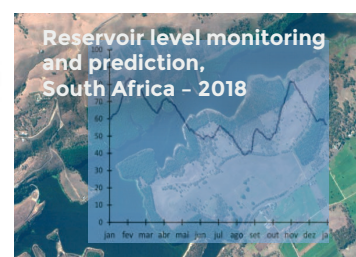 Reservoir level monitoring
and prediction,
South Africa – 2018
100
70
60
50
40
30
20
10
0
jan fev mar abr mai jun jul ago set out nov dez ja